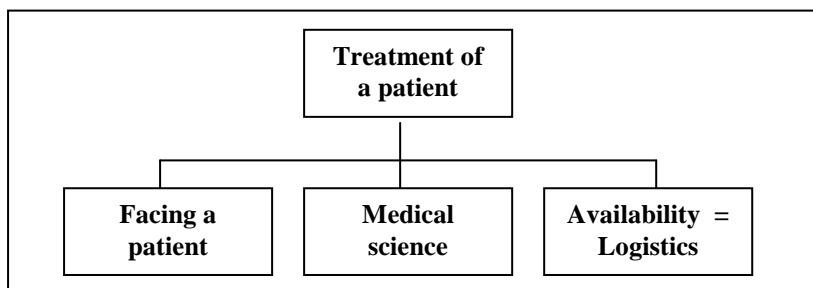 Treatment of
a patient
Facing a
patient
Medical
science
Availability =
Logistics